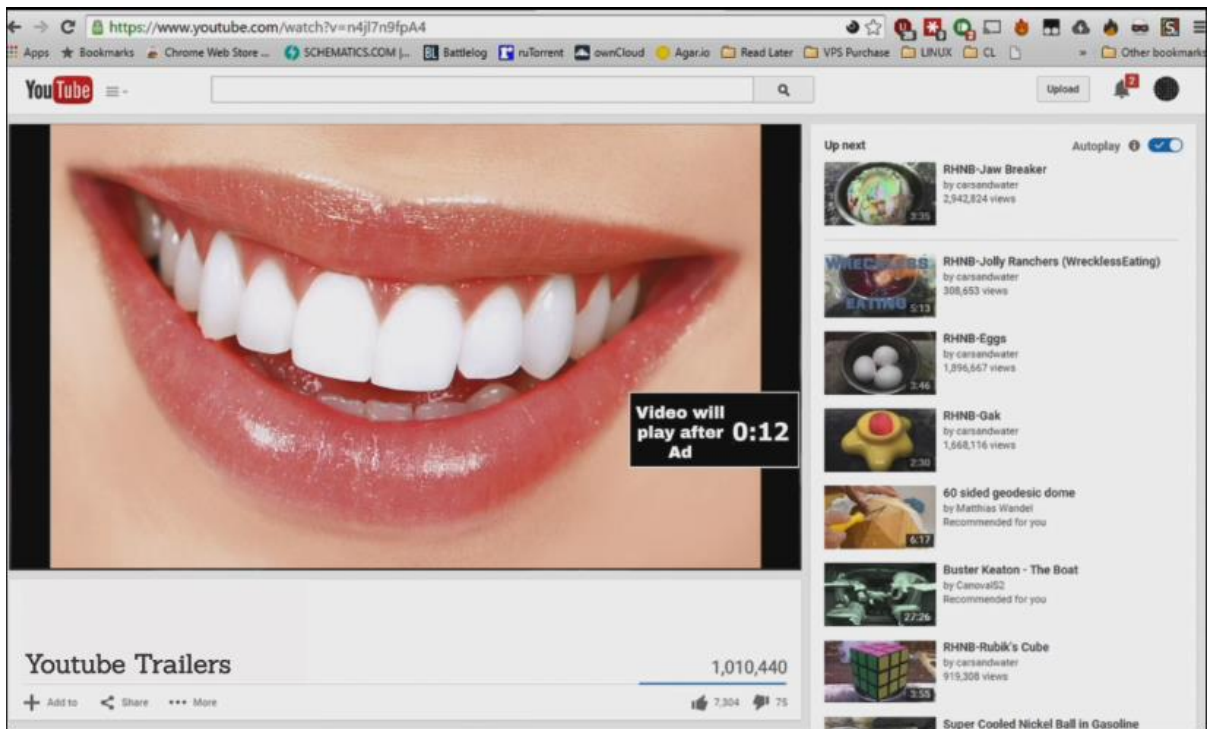 https://www.youtube.com/watch?v=n4jl7n9fpA4
Apps Bookmarks Chrome Web Store ... SCHEMATICS.COM |... Battlelog ruTorrent ownCloud Agar.io Read Later VPS Purchase LINUX CL » Other bookmarks
YouTube Upload 2
Video will
play after 0:12
Ad
Youtube Trailers 1,010,440
Add to Share More 7,304 75
Up next Autoplay
RHNB-Jaw Breaker
by carsandwater
2,942,824 views
3:35
RHNB-Jolly Ranchers (WrecklessEating)
by carsandwater
308,653 views
WRECKLESS
EATING 5:13
RHNB-Eggs
by carsandwater
1,896,667 views
3:46
RHNB-Gak
by carsandwater
1,668,116 views
2:30
60 sided geodesic dome
by Matthias Wandel
Recommended for you
6:17
Buster Keaton - The Boat
by CanovalS2
Recommended for you
27:26
RHNB-Rubik's Cube
by carsandwater
919,308 views
3:55
Super Cooled Nickel Ball in Gasoline